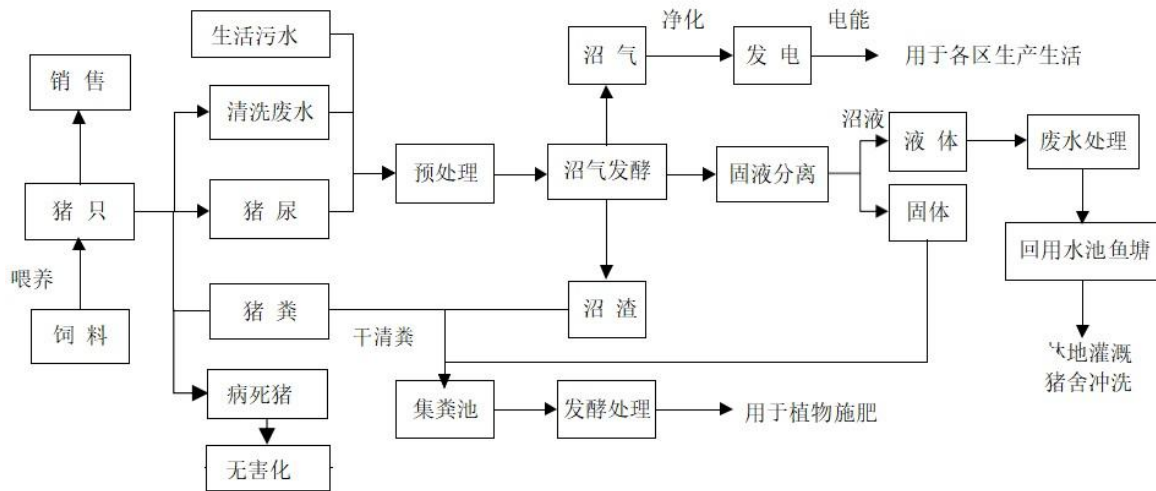 生活污水
净化
电能
沼 气
发 电
用于各区生产生活
销 售
清洗废水
沼液
液 体
废水处理
预处理
沼气发酵
固液分离
猪 只
猪 尿
固体
回用水池鱼塘
喂养
猪 粪
沼 渣
饲 料
干清粪
地灌溉
猪舍冲洗
病死猪
集粪池
发酵处理
用于植物施肥
无害化